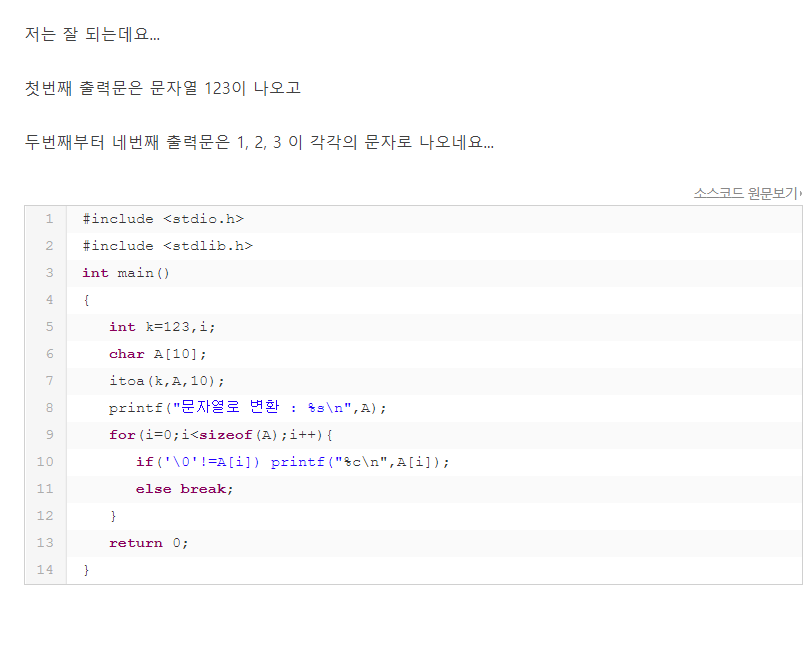 저는 잘 되는데요...
첫번째 출력문은 문자열 123이 나오고
두번째부터 네번째 출력문은 1, 2, 3 이 각각의 문자로 나오네요...
소스코드 원문보기
1 #include <stdio.h>
2 #include <stdlib.h>
3 int main()
4 {
5 int k=123,i;
6 char A[10];
7 itoa(k,A,10);
8 printf("문자열로 변환 : %s\n",A);
9 for(i=0;i<sizeof(A);i++){
10 if('\0'!=A[i]) printf("%c\n",A[i]);
11 else break;
12 }
13 return 0;
14 }